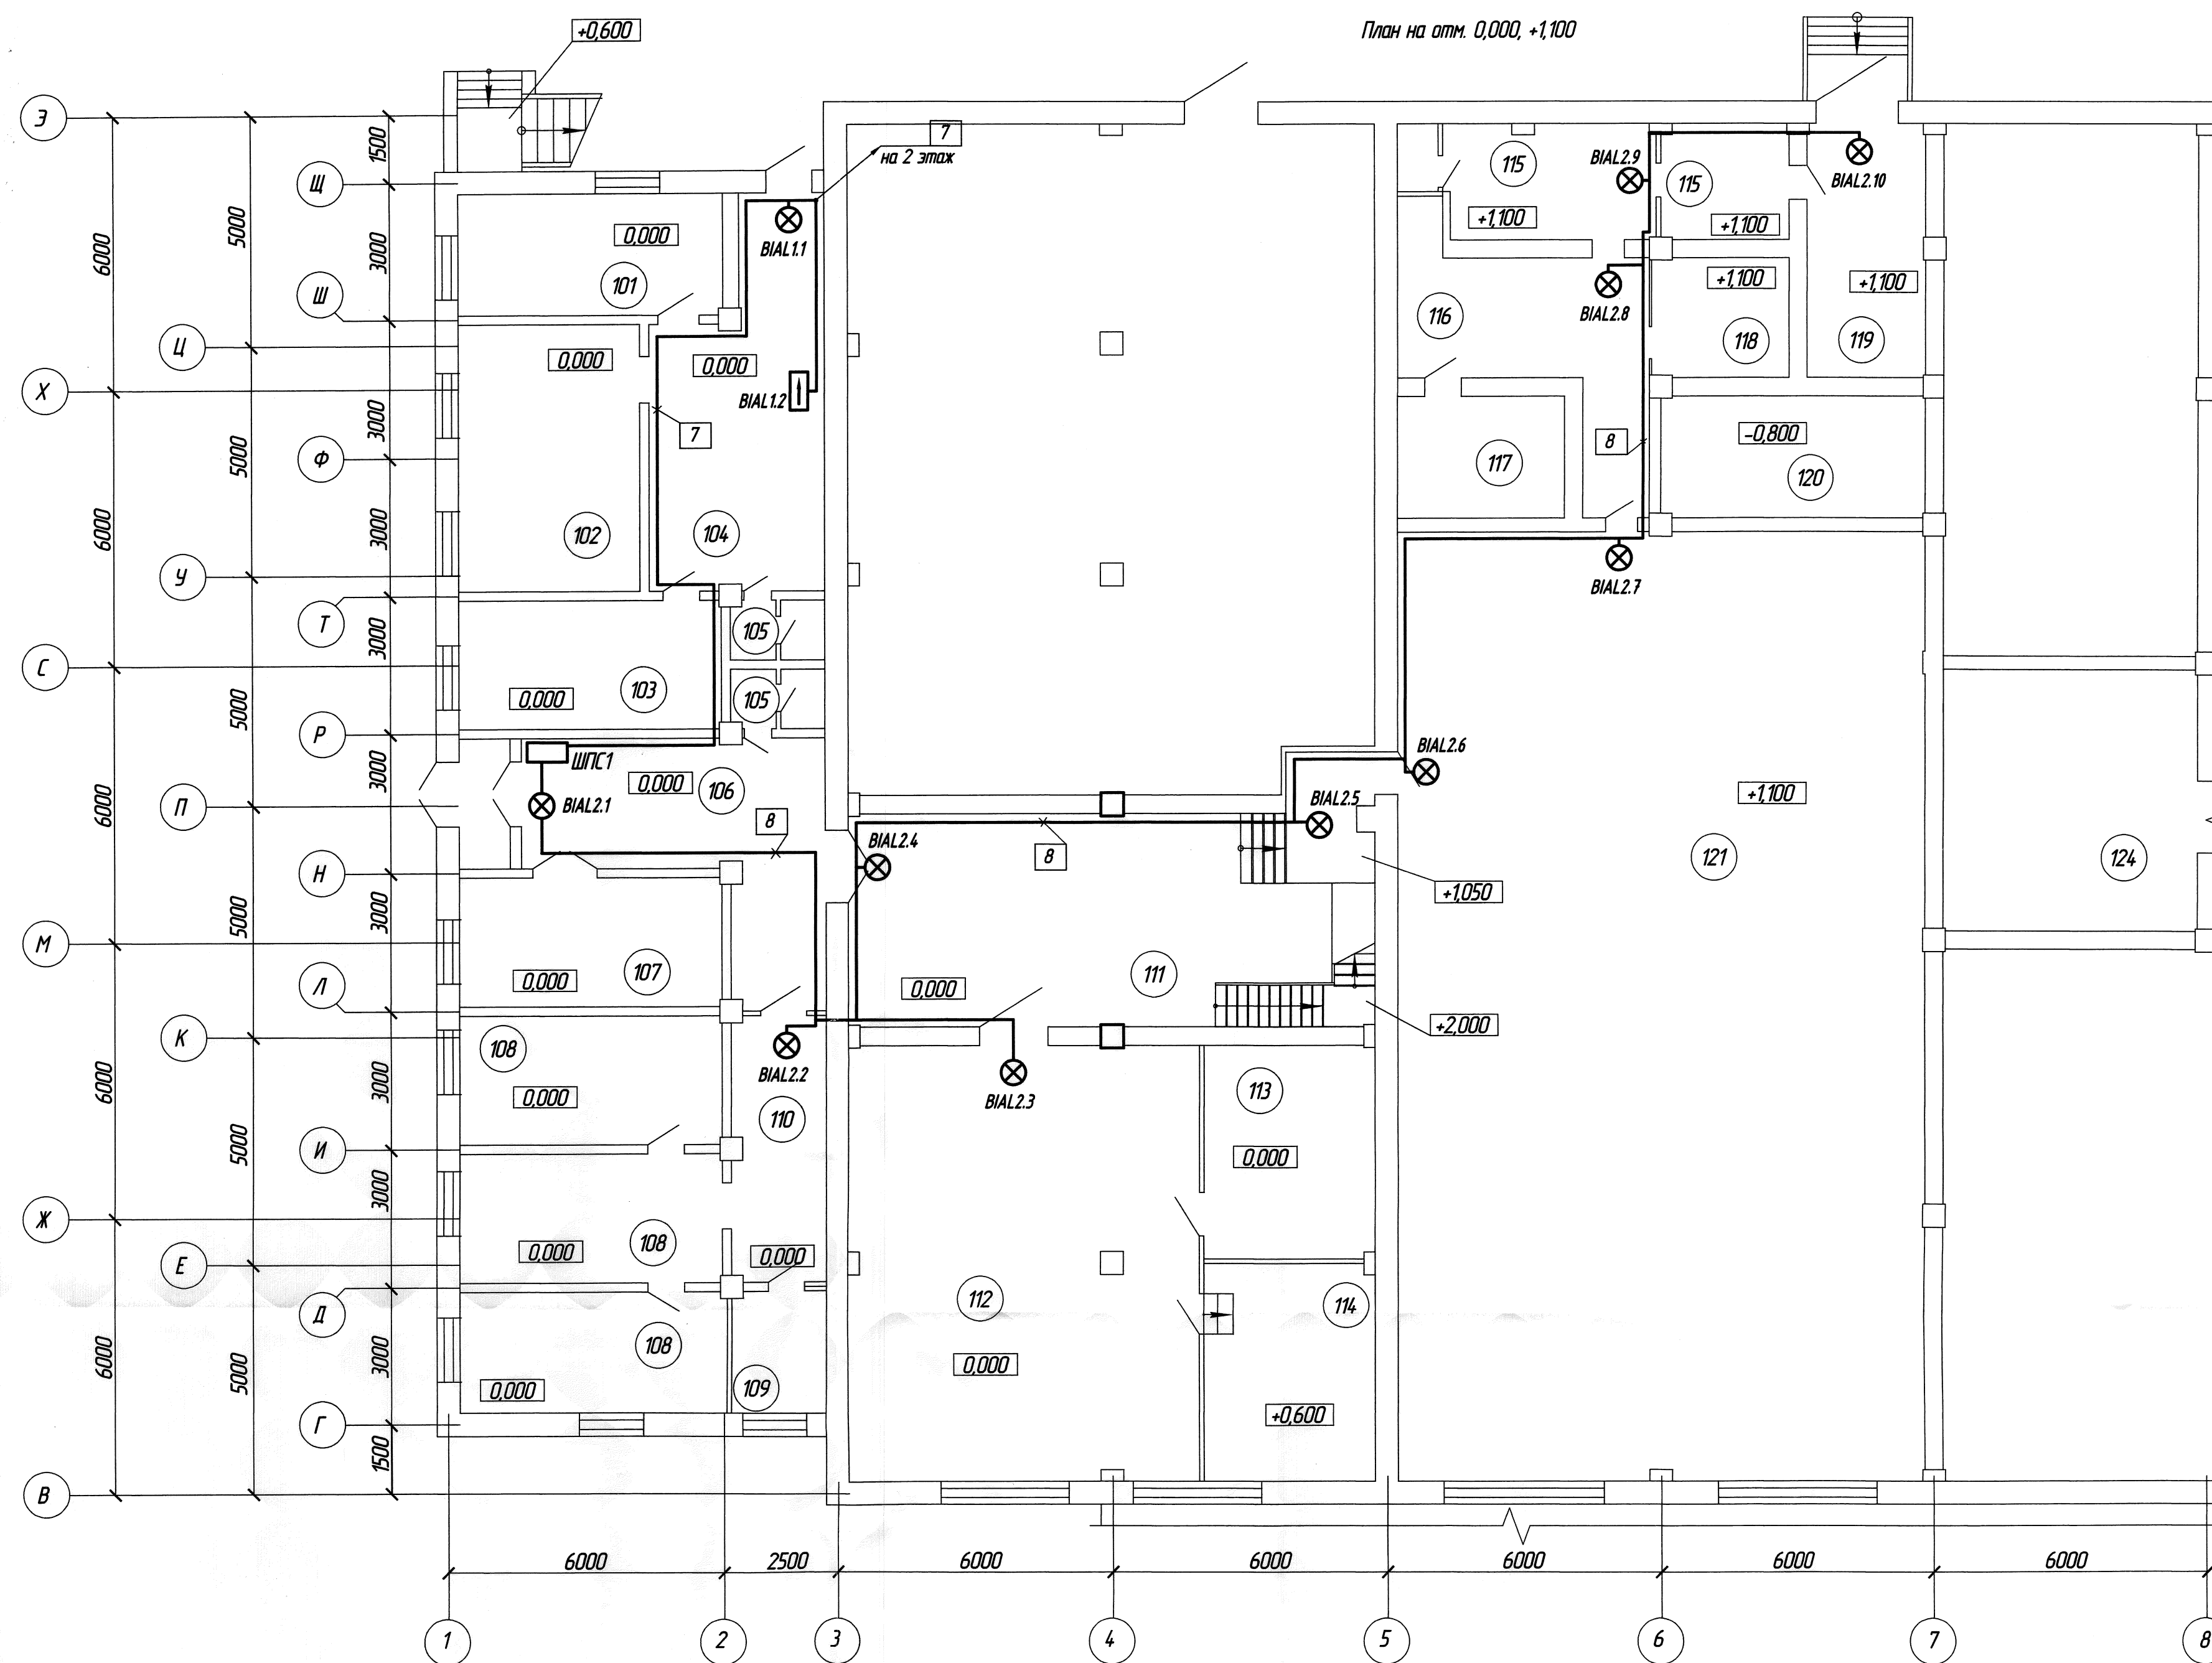 План на отм. 0,000, +1,100
+0,600
Э
Щ
Ш
Ц
Х
Ф
У
Т
С
Р
П
Н
М
Л
К
И
Ж
Е
Д
Г
В
6000
6000
6000
6000
6000
5000
5000
5000
5000
5000
5000
1500
3000
3000
3000
3000
3000
3000
3000
3000
3000
1500
7
на 2 этаж
BIAL1.1
0,000
101
0,000
0,000
BIAL1.2
7
102
104
105
103
0,000
105
ШПС1
0,000
106
BIAL2.1
8
BIAL2.4
8
BIAL2.5
BIAL2.6
+1,050
107
0,000
0,000
111
+2,000
108
0,000
BIAL2.2
BIAL2.3
110
113
0,000
108
0,000
0,000
112
114
0,000
108
0,000
109
+0,600
115
BIAL2.9
115
BIAL2.10
+1,100
+1,100
116
BIAL2.8
+1,100
+1,100
118
119
117
8
-0,800
120
BIAL2.7
+1,100
121
124
6000
2500
6000
6000
6000
6000
6000
1
2
3
4
5
6
7
8